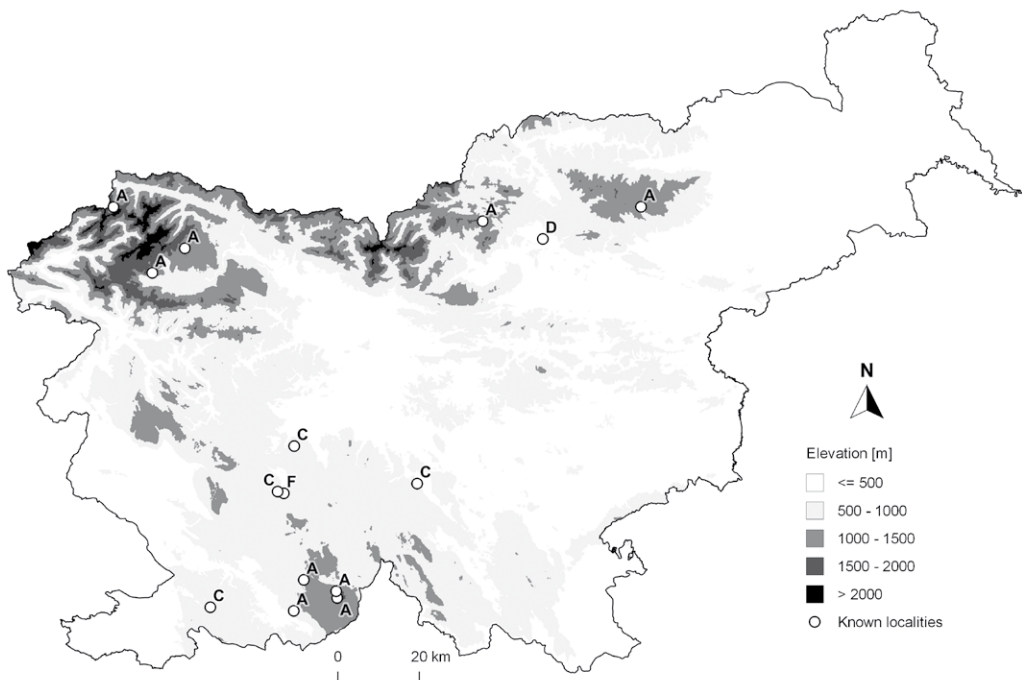 A
A
A
A
A
D
C
C
F
C
A
A
A
A
C
N
Elevation [m]
<= 500
500 - 1000
1000 - 1500
1500 - 2000
> 2000
Known localities
0 20 km